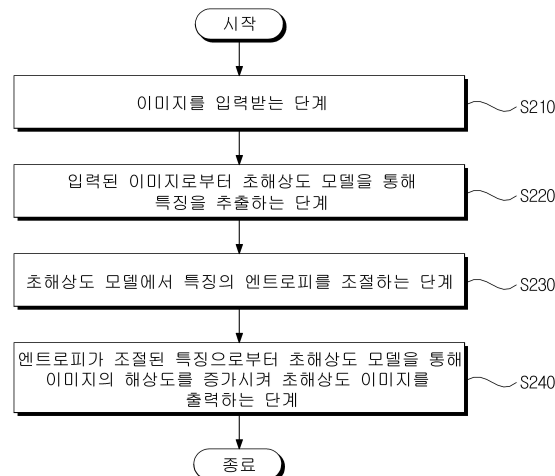 시작
이미지를 입력받는 단계
S210
입력된 이미지로부터 초해상도 모델을 통해
특징을 추출하는 단계
S220
초해상도 모델에서 특징의 엔트로피를 조절하는 단계
S230
엔트로피가 조절된 특징으로부터 초해상도 모델을 통해
이미지의 해상도를 증가시켜 초해상도 이미지를
출력하는 단계
S240
종료